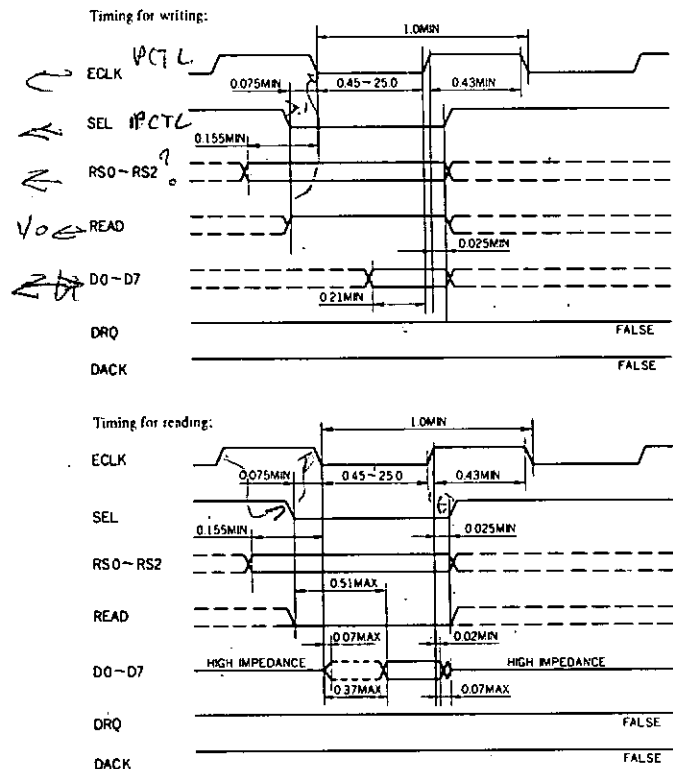 Timing for writing:
1.0MIN
ECLK
0.075MIN
0.45~25.0
0.43MIN
SEL
0.155MIN
RS0~RS2 ?
READ
0.025MIN
D0~D7
0.21MIN
DRQ
FALSE
DACK
FALSE
Timing for reading:
1.0MIN
ECLK
0.075MIN
0.45~25.0
0.43MIN
SEL
0.155MIN
0.025MIN
RS0~RS2
0.51MAX
READ
0.07MAX
0.02MIN
D0~D7
HIGH IMPEDANCE
HIGH IMPEDANCE
0.37MAX
0.07MAX
DRQ
FALSE
DACK
FALSE